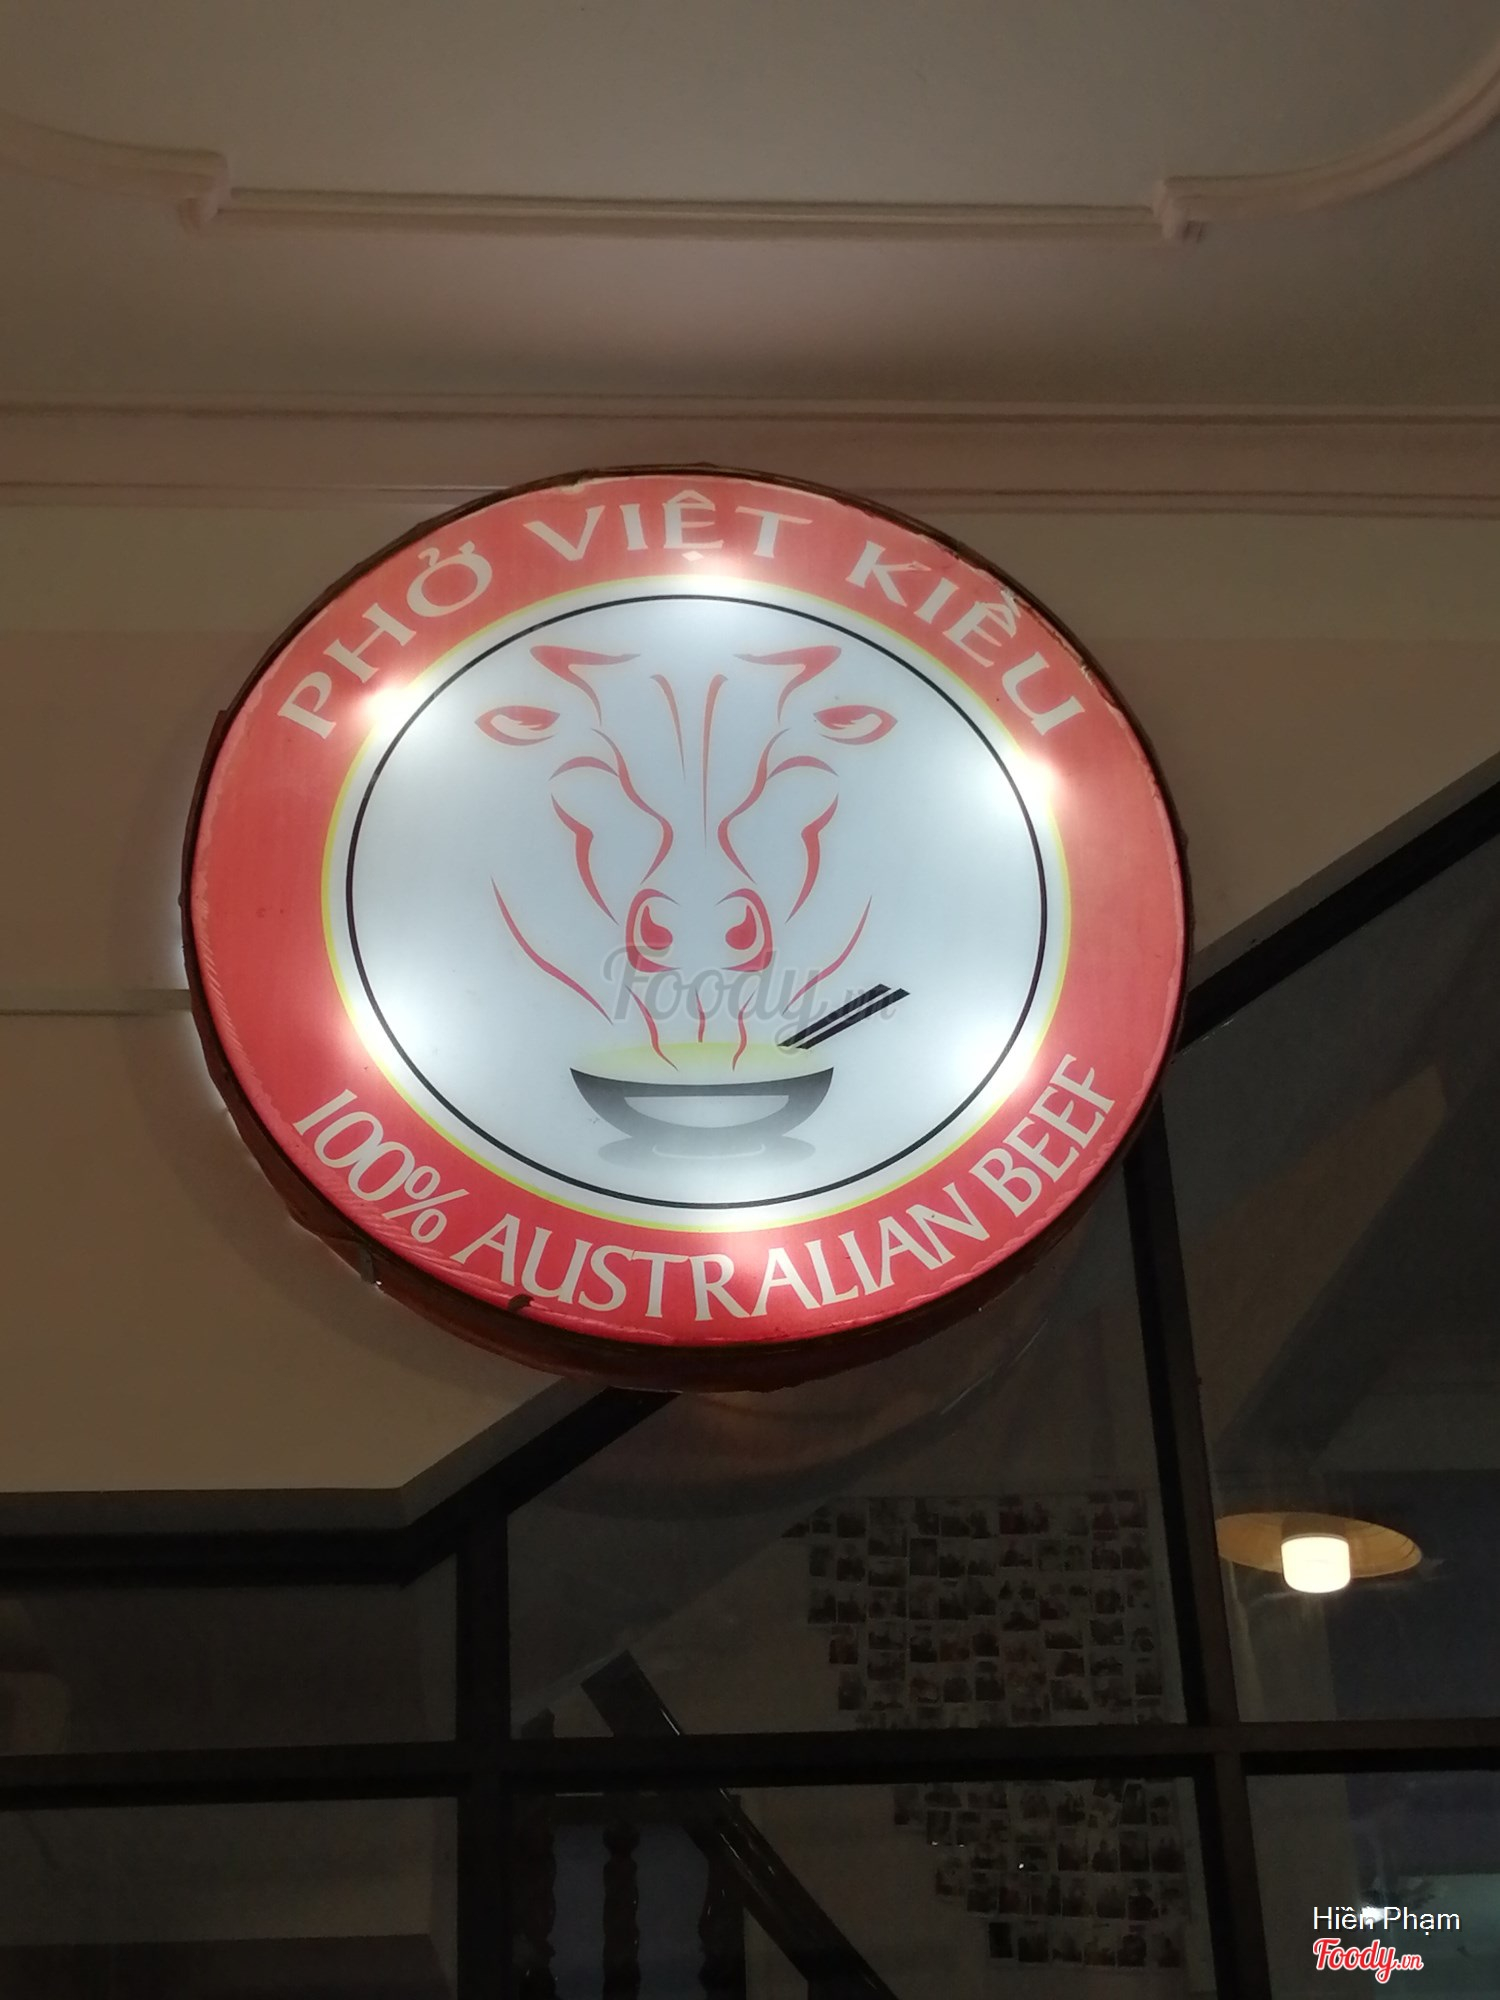 PHỞ VIỆT KIỀU
Foody.vn
100% AUSTRALIAN BEEF
Hiền Phạm
Foody.vn